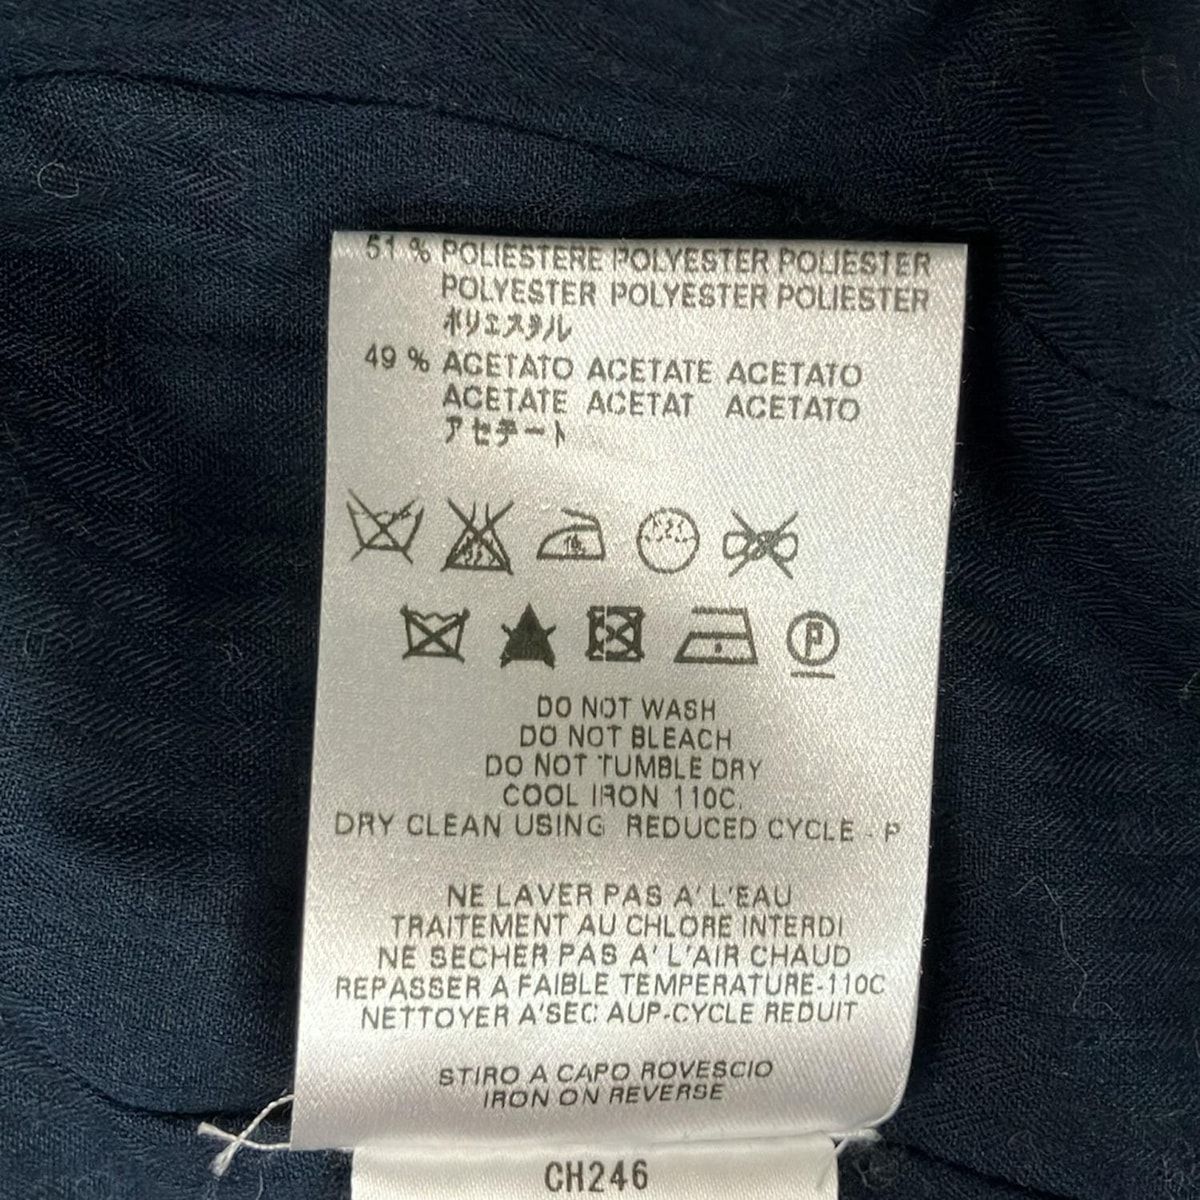 51 % POLIESTERE POLYESTER POLIESTER
POLYESTER POLYESTER POLIESTER
ポリエステル
49 % ACETATO ACETATE ACETATO
ACETATE ACETAT ACETATO
アセテート
P
DO NOT WASH
DO NOT BLEACH
DO NOT TUMBLE DRY
COOL IRON 110C.
DRY CLEAN USING REDUCED CYCLE - P
NE LAVER PAS A' L'EAU
TRAITEMENT AU CHLORE INTERDI
NE SECHER PAS A' L'AIR CHAUD
REPASSER A FAIBLE TEMPERATURE-110C
NETTOYER A'SEC AUP-CYCLE REDUIT
STIRO A CAPO ROVESCIO
IRON ON REVERSE
CH246